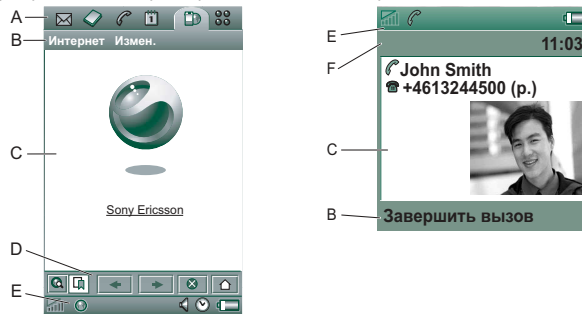 A
B
Интернет Измен.
C
Sony Ericsson
D
E
E
F
11:03
John Smith
+4613244500 (р.)
C
B
Завершить вызов